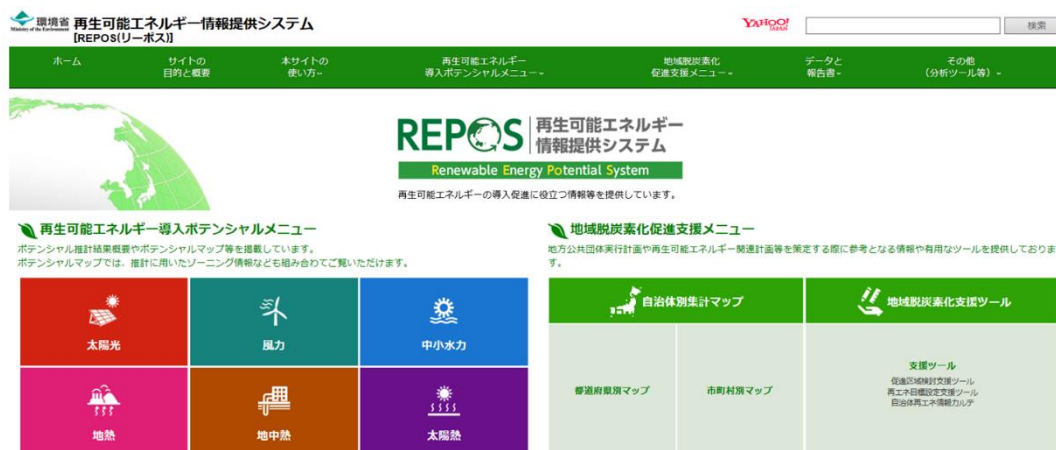 環境省
Ministry of the Environment
再生可能エネルギー情報提供システム
[REPOS(リーポス)]
YAHOO!
JAPAN
検索
ホーム
サイトの
目的と概要
本サイトの
使い方
再生可能エネルギー
導入ポテンシャルメニュー
地域脱炭素化
促進支援メニュー
データと
報告書
その他
(分析ツール等)
REPOS
再生可能エネルギー
情報提供システム
Renewable Energy Potential System
再生可能エネルギーの導入促進に役立つ情報等を提供しています。
再生可能エネルギー導入ポテンシャルメニュー
ポテンシャル推計結果概要やポテンシャルマップ等を掲載しています。
ポテンシャルマップでは、推計に用いたゾーニング情報なども組み合わてご覧いただけます。
太陽光
風力
中小水力
地熱
地中熱
太陽熱
地域脱炭素化促進支援メニュー
地方公共団体実行計画や再生可能エネルギー関連計画等を策定する際に参考となる情報や有用なツールを提供しております。
自治体別集計マップ
地域脱炭素化支援ツール
都道府県別マップ
市町村別マップ
支援ツール
促進区域検討支援ツール
再エネ目標設定支援ツール
自治体再エネ情報カルテ